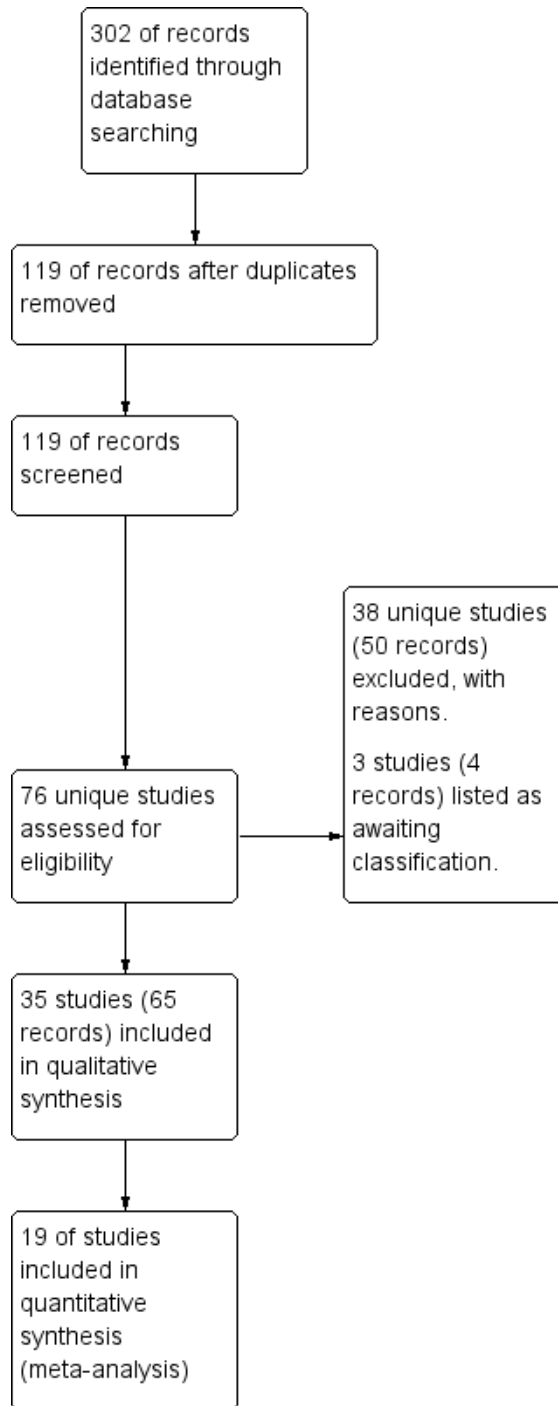 302 of records
identified through
database
searching
119 of records after duplicates
removed
119 of records
screened
38 unique studies
(50 records)
excluded, with
reasons.
3 studies (4
records) listed as
awaiting
classification.
76 unique studies
assessed for
eligibility
35 studies (65
records) included
in qualitative
synthesis
19 of studies
included in
quantitative
synthesis
(meta-analysis)